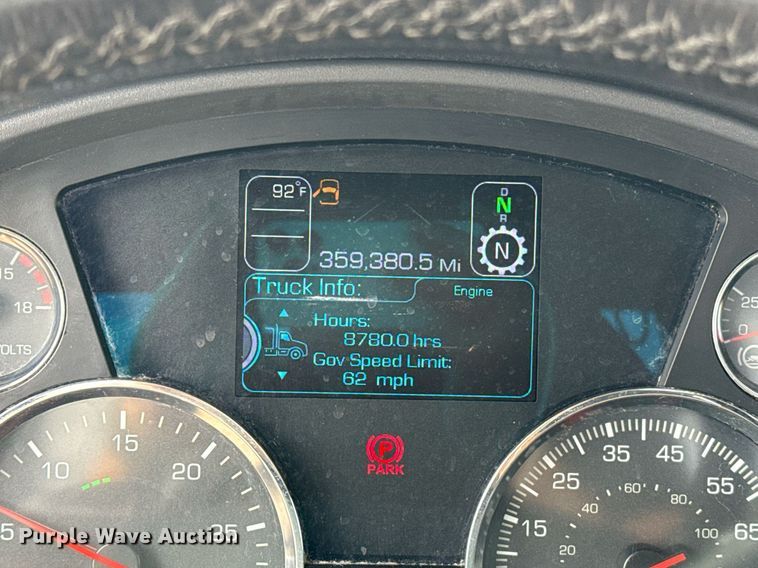 92°F
D
N
R
N
359,380.5 Mi
Truck Info:
Engine
Hours:
8780.0 hrs
Gov Speed Limit:
62 mph
15
18
VOLTS
25
0
P
PARK
5
10
15
20
25
15
25
35
45
55
65
20
40
60
80
100
Purple Wave Auction